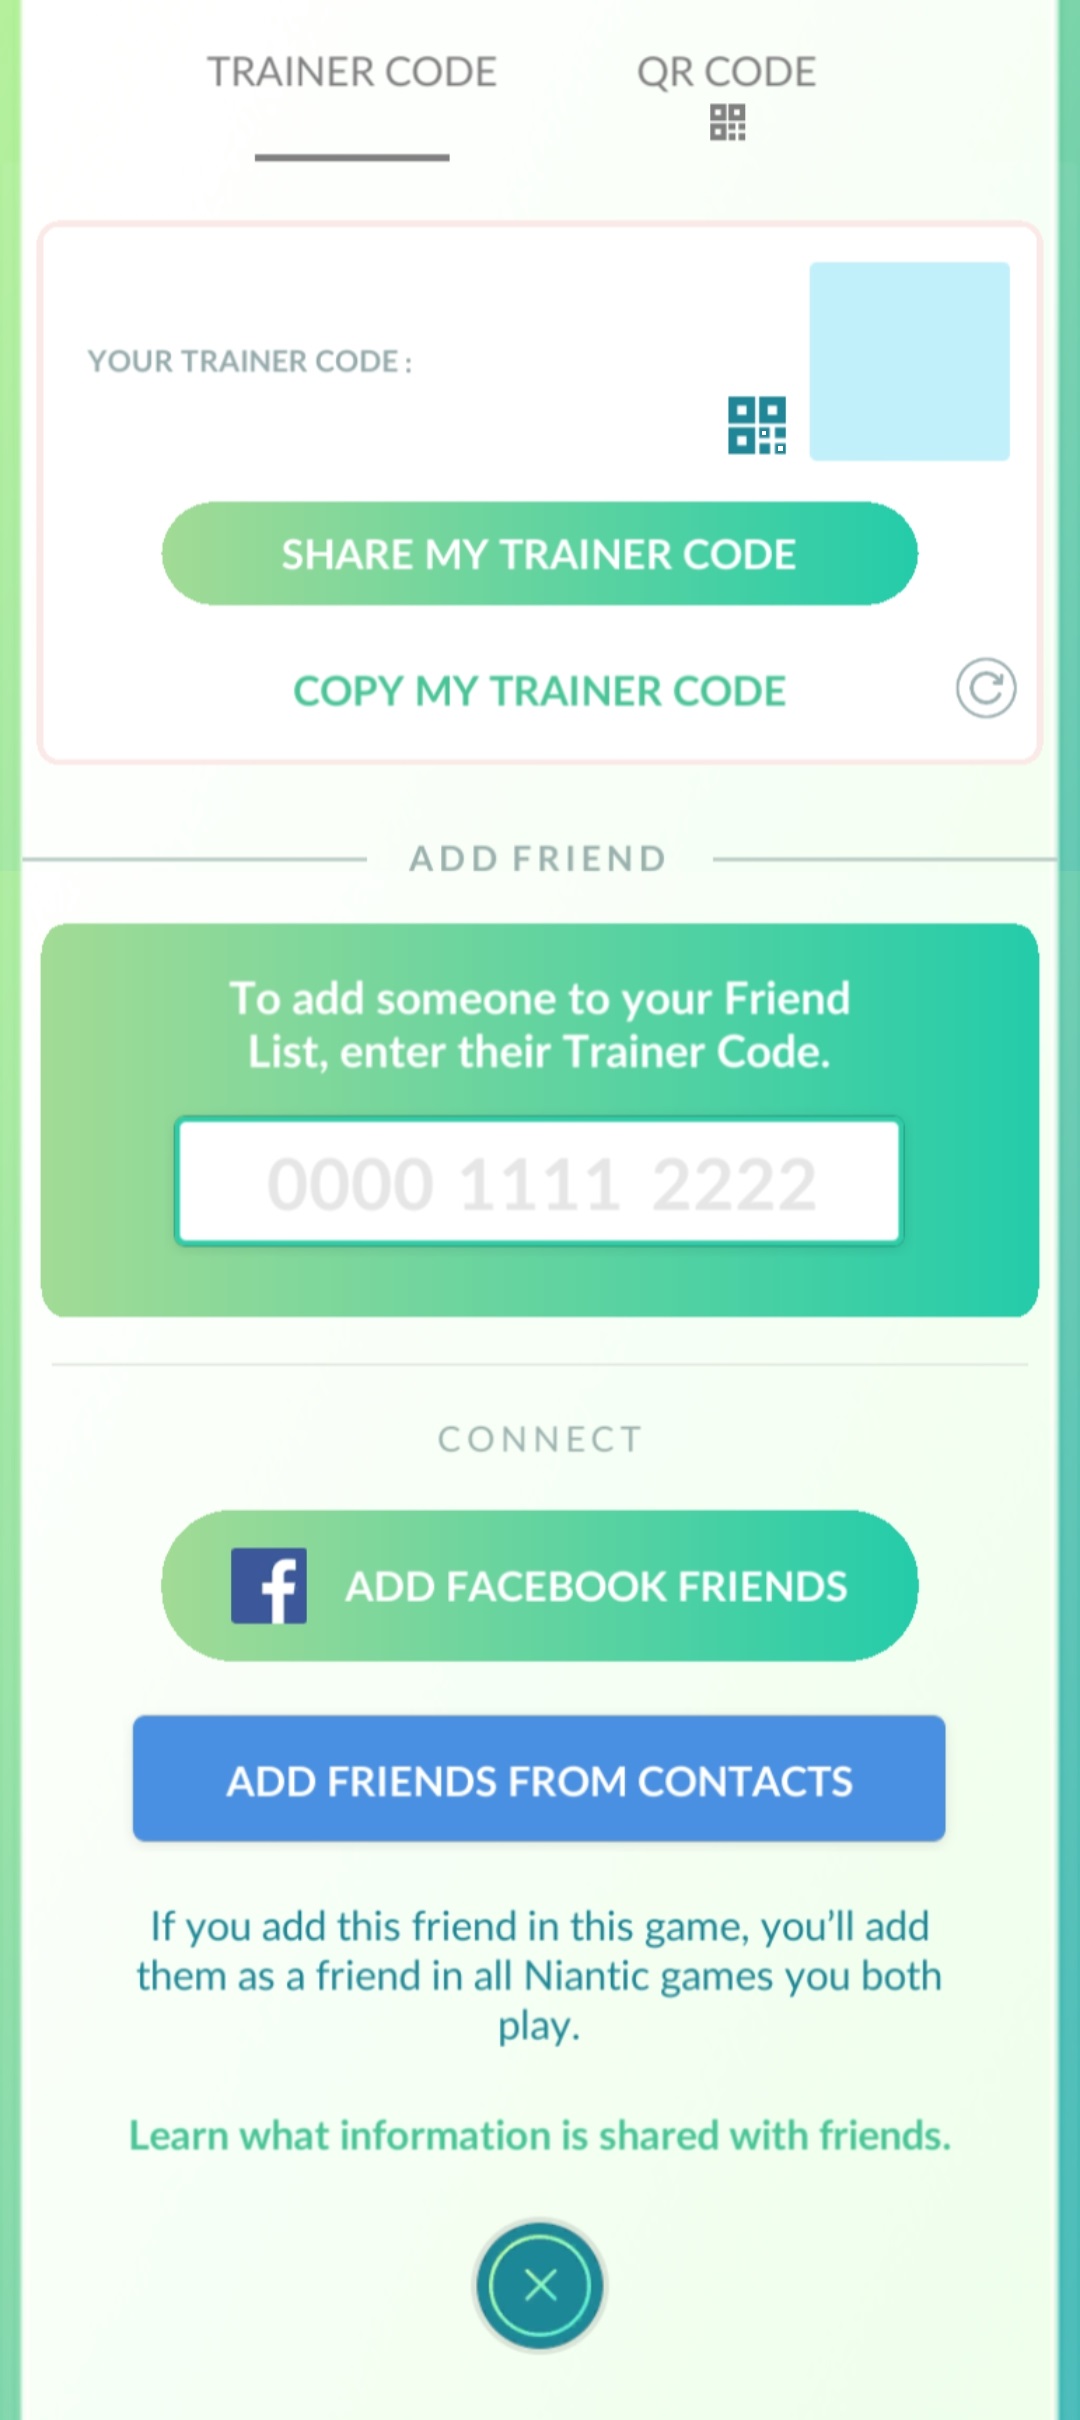 TRAINER CODE
QR CODE
YOUR TRAINER CODE:
SHARE MY TRAINER CODE
COPY MY TRAINER CODE
ADD FRIEND
To add someone to your Friend
List, enter their Trainer Code.
0000 1111 2222
CONNECT
f ADD FACEBOOK FRIENDS
ADD FRIENDS FROM CONTACTS
If you add this friend in this game, you’ll add
them as a friend in all Niantic games you both
play.
Learn what information is shared with friends.